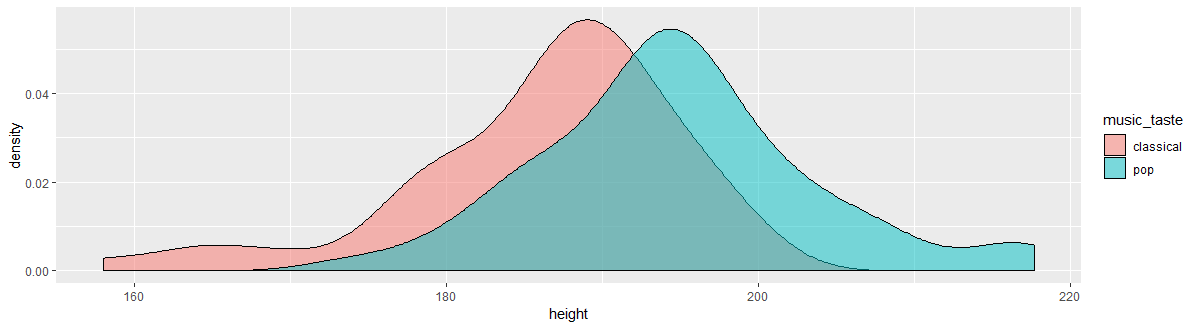 density
0.04
0.02
0.00
160
180
200
220
height
music_taste
classical
pop